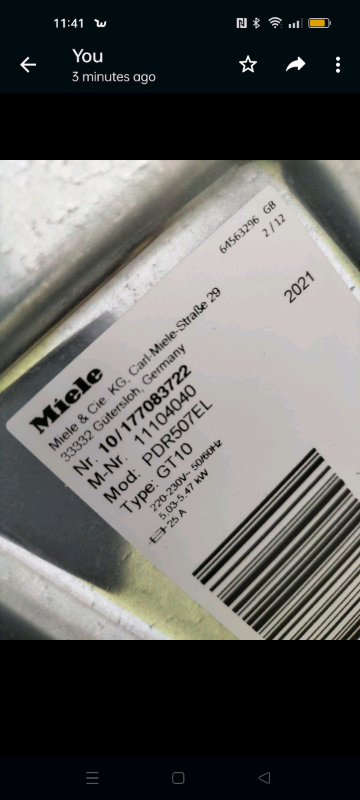 11:41
You
3 minutes ago
64563296 GB
2/12
2021
Miele
Miele & Cie. KG, Carl-Miele-Straße 29
33332 Gütersloh, Germany
Nr. 10/177083722
M-Nr. 11104040
Mod: PDR507EL
Type: GT10
220-230V~ 50/60Hz
5.03-5.47 kW
25 A